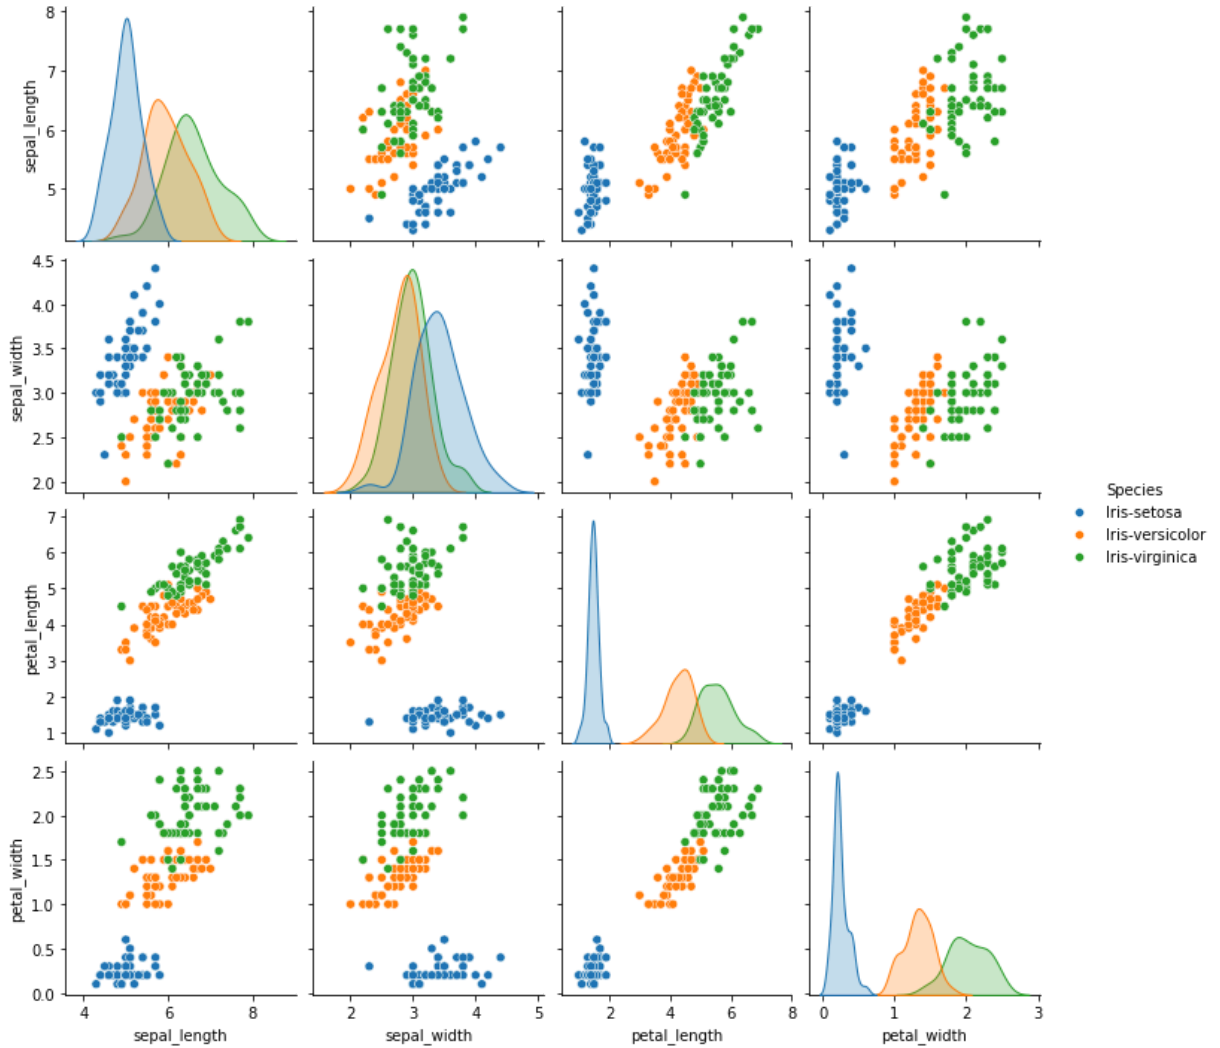 8
7
6
5
sepal_length
4.5
4.0
3.5
3.0
2.5
2.0
sepal_width
Species
Iris-setosa
Iris-versicolor
Iris-virginica
7
6
5
4
3
2
1
petal_length
2.5
2.0
1.5
1.0
0.5
0.0
petal_width
4 6 8
sepal_length
2 3 4 5
sepal_width
2 4 6 8
petal_length
0 1 2 3
petal_width